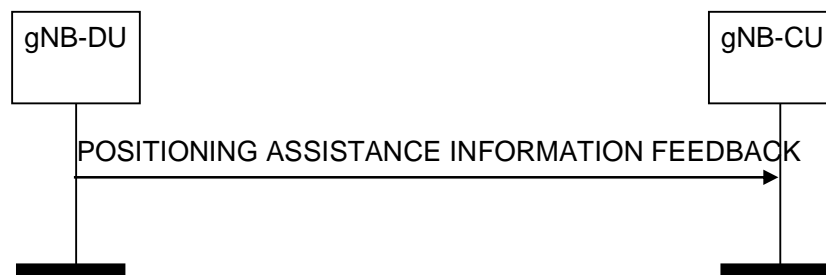 gNB-DU
gNB-CU
POSITIONING ASSISTANCE INFORMATION FEEDBACK